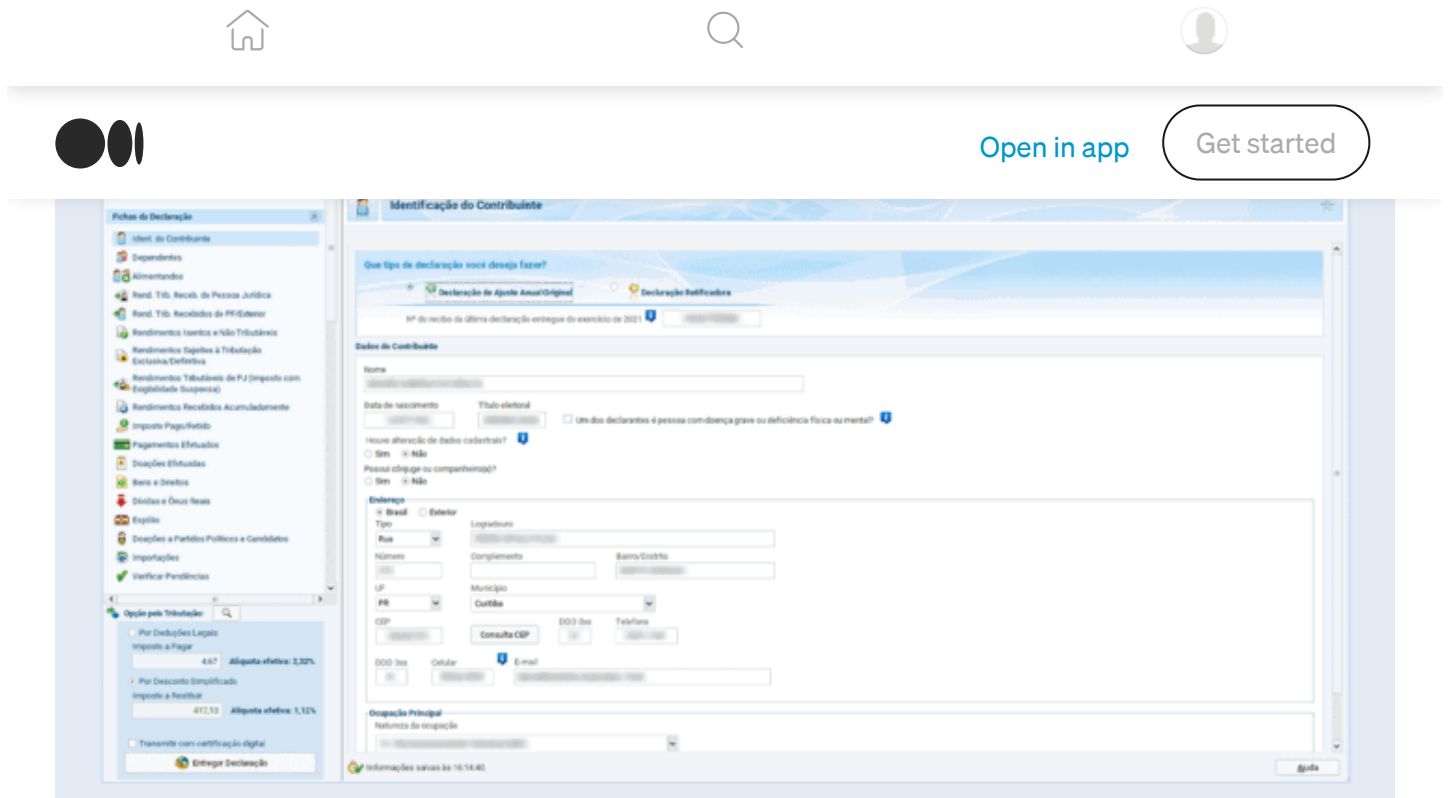 Open in app
Get started
Fichas da Declaração
Ident. do Contribuinte
Dependentes
Alimentandos
Rend. Trib. Receb. de Pessoa Jurídica
Rend. Trib. Recebidos de PF/Exterior
Rendimentos Isentos e Não Tributáveis
Rendimentos Sujeitos à Tributação
Exclusiva/Definitiva
Rendimentos Tributáveis de PJ (Imposto com
Exigibilidade Suspensa)
Rendimentos Recebidos Acumuladamente
Imposto Pago/Retido
Pagamentos Efetuados
Doações Efetuadas
Bens e Direitos
Dívidas e Ônus Reais
Espólio
Doações a Partidos Políticos e Candidatos
Importações
Verificar Pendências
Opção pela Tributação:
Por Deduções Legais
Imposto a Pagar
4,67 Alíquota efetiva: 2,32%
Por Desconto Simplificado
Imposto a Restituir
417,13 Alíquota efetiva: 1,12%
Transmitir com certificação digital
Entregar Declaração
Identificação do Contribuinte
Que tipo de declaração você deseja fazer?
Declaração de Ajuste Anual Original
Declaração Retificadora
Nº do recibo da última declaração entregue do exercício de 2021
Dados do Contribuinte
Nome
Data de nascimento Título eleitoral
Um dos declarantes é pessoa com doença grave ou deficiência física ou mental?
Houve alteração de dados cadastrais?
Sim Não
Possui cônjuge ou companheiro(a)?
Sim Não
Endereço
Brasil Exterior
Tipo Logradouro
Rua
Número Complemento Bairro/Distrito
UF Município
PR Curitiba
CEP DDD Telefone
Consulta CEP
DDD Celular E-mail
Ocupação Principal
Natureza da ocupação
Informações salvas às 16:14:40.
Ajuda